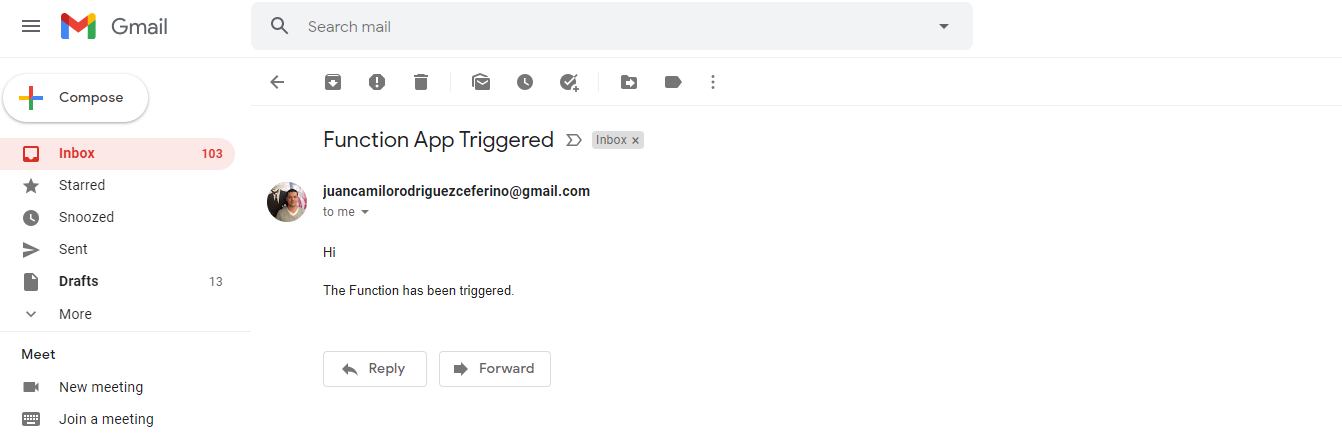 Gmail
Search mail
Compose
Inbox 103
Starred
Snoozed
Sent
Drafts 13
More
Meet
New meeting
Join a meeting
Function App Triggered Inbox ×
juancamilorodriguezceferino@gmail.com
to me
Hi
The Function has been triggered.
Reply Forward